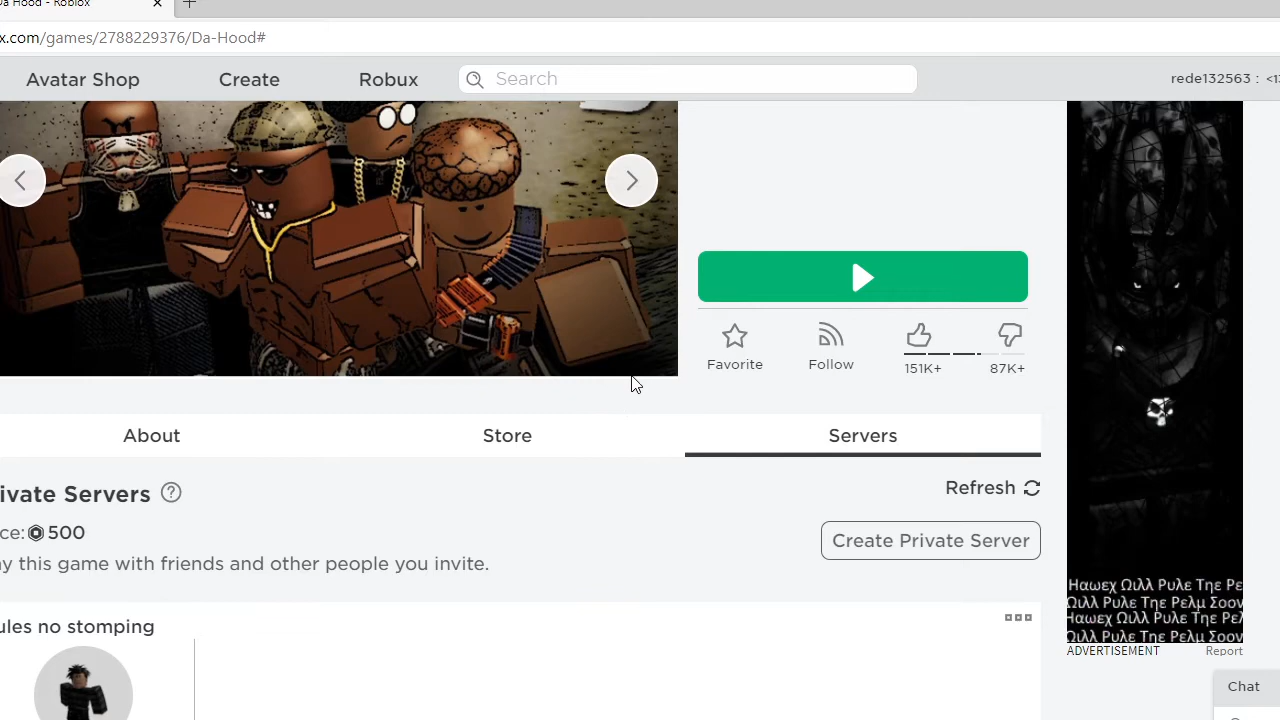 Da Hood - Roblox
x.com/games/2788229376/Da-Hood#
Avatar Shop
Create
Robux
Search
rede132563 : <13
Favorite
Follow
151K+
87K+
About
Store
Servers
ivate Servers
Refresh
ce: 500
Create Private Server
y this game with friends and other people you invite.
ules no stomping
Ηαωεχ Ωιλλ Ρυλε Τηε Ρε
Ωιλλ Ρυλε Τηε Ρελμ Σοον
Ηαωεχ Ωιλλ Ρυλε Τηε Ρελ
Ωιλλ Ρυλε Τηε Ρελμ Σοον
ADVERTISEMENT
Report
Chat